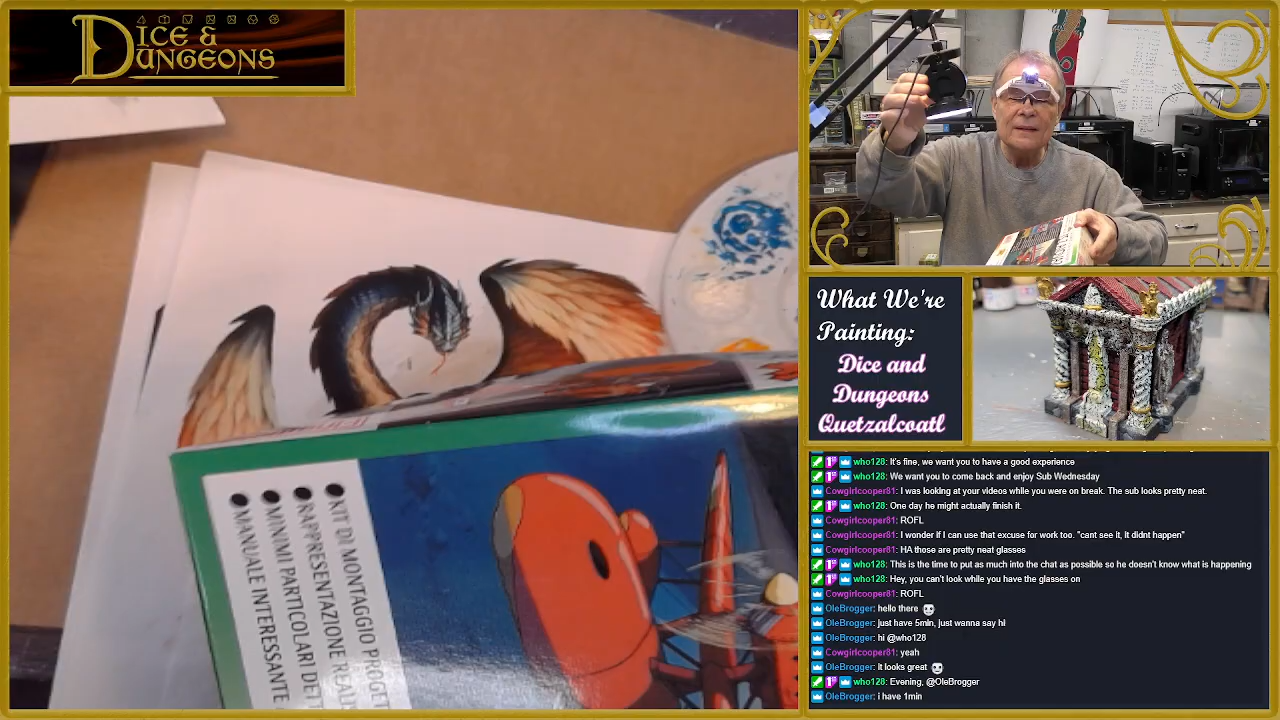 DICE &
DUNGEONS
KIT DI MONTAGGIO PROGET
RAPPRESENTAZIONE REALI
MINIMI PARTICOLARI DET
MANUALE INTERESSANTE
What We're
Painting:
Dice and
Dungeons
Quetzalcoatl
who128: It's fine, we want you to have a good experience
who128: We want you to come back and enjoy Sub Wednesday
Cowgirlcooper81: I was looking at your videos while you were on break. The sub looks pretty neat.
who128: One day he might actually finish it.
Cowgirlcooper81: ROFL
Cowgirlcooper81: I wonder if I can use that excuse for work too. "cant see it, it didnt happen"
Cowgirlcooper81: HA those are pretty neat glasses
who128: This is the time to put as much into the chat as possible so he doesn't know what is happening
who128: Hey, you can't look while you have the glasses on
Cowgirlcooper81: ROFL
OleBrogger: hello there
OleBrogger: just have 5min, just wanna say hi
OleBrogger: hi @who128
Cowgirlcooper81: yeah
OleBrogger: It looks great
who128: Evening, @OleBrogger
OleBrogger: i have 1min